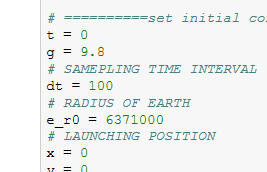 # ==========set initial co
t = 0
g = 9.8
# SAMEPLING TIME INTERVAL
dt = 100
# RADIUS OF EARTH
e_r0 = 6371000
# LAUNCHING POSITION
x = 0
y = 0